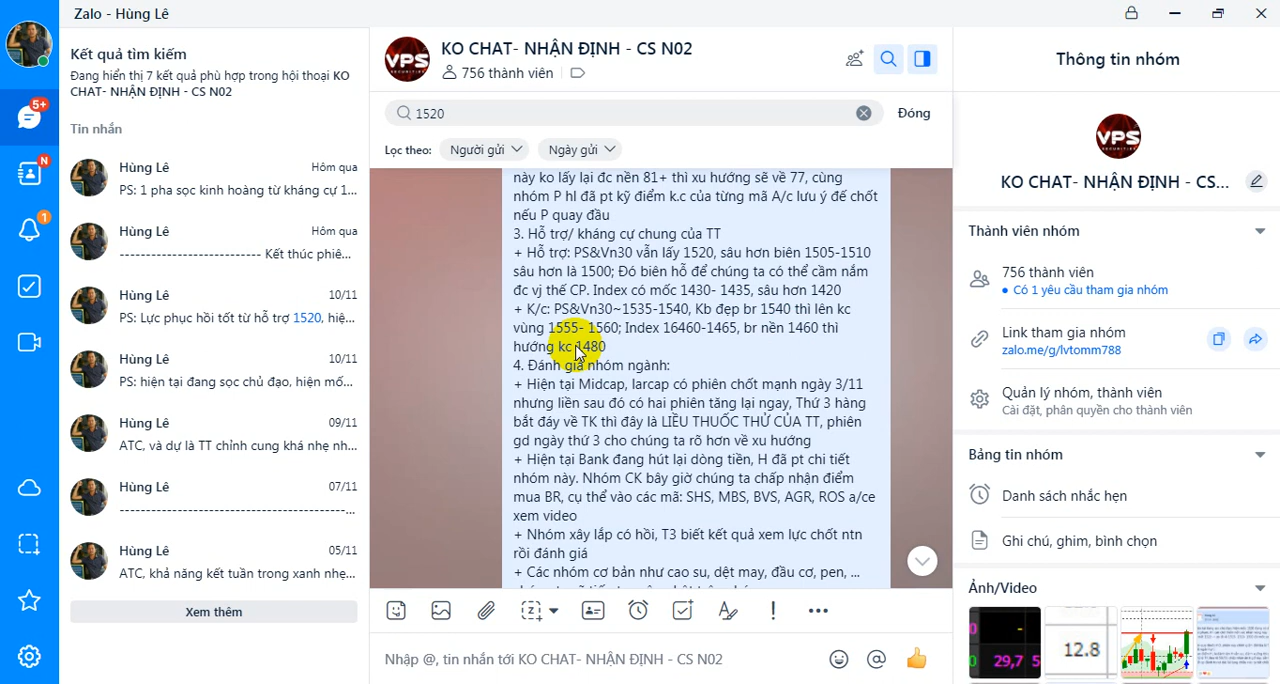 Zalo - Hùng Lê
Kết quả tìm kiếm
Đang hiển thị 7 kết quả phù hợp trong hội thoại KO
CHAT- NHẬN ĐỊNH - CS N02
Tin nhắn
Hùng Lê
Hôm qua
PS: 1 pha sọc kinh hoàng từ kháng cự 1...
Hùng Lê
Hôm qua
--------------------------- Kết thúc phiê...
Hùng Lê
10/11
PS: Lực phục hồi tốt từ hỗ trợ 1520, hiệ...
Hùng Lê
10/11
PS: hiện tại đang sọc chủ đạo, hiện mố...
Hùng Lê
09/11
ATC, và dự là TT chỉnh cung khá nhẹ nh...
Hùng Lê
07/11
-------------------------------------------...
Hùng Lê
05/11
ATC, khả năng kết tuần trong xanh nhẹ...
Xem thêm
5+
N
1
VPS
SECURITIES
KO CHAT- NHẬN ĐỊNH - CS N02
756 thành viên
1520
Đóng
Lọc theo:
Người gửi
Ngày gửi
này ko lấy lại đc nền 81+ thì xu hướng sẽ về 77, cùng
nhóm P hl đã pt kỹ điểm k.c của từng mã A/c lưu ý để chốt
nếu P quay đầu
3. Hỗ trợ/ kháng cự chung của TT
+ Hỗ trợ: PS&Vn30 vẫn lấy 1520, sâu hơn biên 1505-1510
sâu hơn là 1500; Đó biên hỗ để chúng ta có thể cầm nắm
đc vị thế CP. Index có mốc 1430- 1435, sâu hơn 1420
+ K/c: PS&Vn30~1535-1540, Kb đẹp br 1540 thì lên kc
vùng 1555- 1560; Index 16460-1465, br nền 1460 thì
hướng kc 1480
4. Đánh giá nhóm ngành:
+ Hiện tại Midcap, larcap có phiên chốt mạnh ngày 3/11
nhưng liền sau đó có hai phiên tăng lại ngay, Thứ 3 hàng
bắt đáy về TK thì đây là LIỀU THUỐC THỬ CỦA TT, phiên
gd ngày thứ 3 cho chúng ta rõ hơn về xu hướng
+ Hiện tại Bank đang hút lại dòng tiền, H đã pt chi tiết
nhóm này. Nhóm CK bây giờ chúng ta chấp nhận điểm
mua BR, cụ thể vào các mã: SHS, MBS, BVS, AGR, ROS a/ce
xem video
+ Nhóm xây lắp có hồi, T3 biết kết quả xem lực chốt ntn
rồi đánh giá
+ Các nhóm cơ bản như cao su, dệt may, đầu cơ, pen, ...
Nhập @, tin nhắn tới KO CHAT- NHẬN ĐỊNH - CS N02
Thông tin nhóm
VPS
SECURITIES
KO CHAT- NHẬN ĐỊNH - CS...
Thành viên nhóm
756 thành viên
• Có 1 yêu cầu tham gia nhóm
Link tham gia nhóm
zalo.me/g/lvtomm788
Quản lý nhóm, thành viên
Cài đặt, phân quyền cho thành viên
Bảng tin nhóm
Danh sách nhắc hẹn
Ghi chú, ghim, bình chọn
Ảnh/Video
29,7
12.8